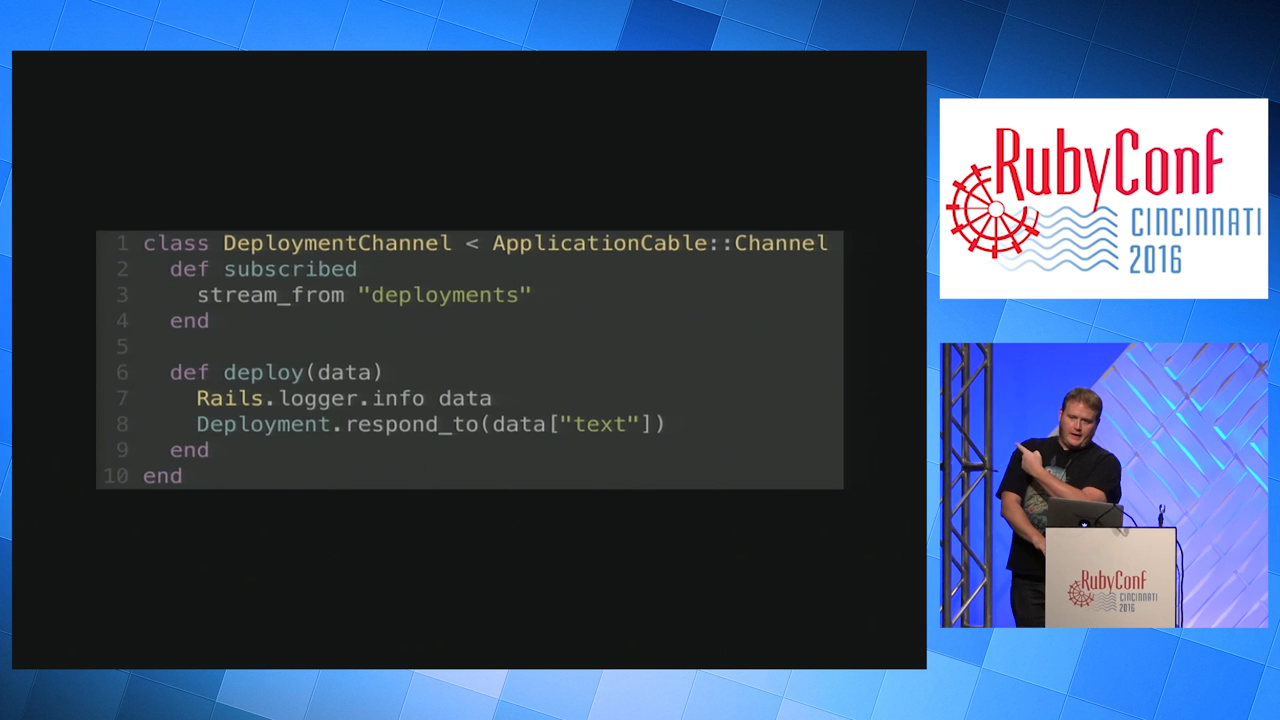 1 class DeploymentChannel < ApplicationCable::Channel
2   def subscribed
3     stream_from "deployments"
4   end
5
6   def deploy(data)
7     Rails.logger.info data
8     Deployment.respond_to(data["text"])
9   end
10 end
RubyConf
CINCINNATI
2016
RubyConf
CINCINNATI
2016